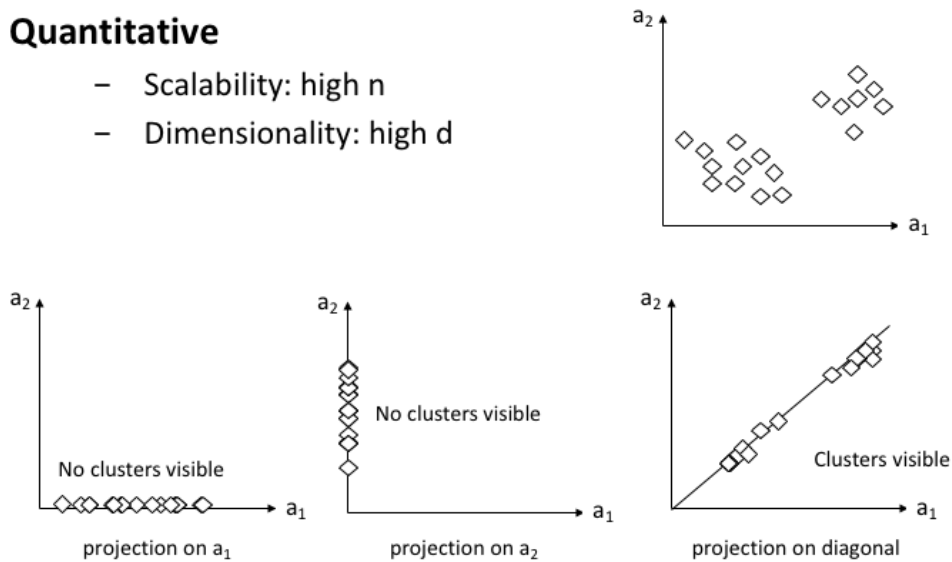 Quantitative
– Scalability: high n
– Dimensionality: high d
a₂
a₁
a₂
No clusters visible
a₁
projection on a₁
a₂
No clusters visible
a₁
projection on a₂
a₂
Clusters visible
a₁
projection on diagonal